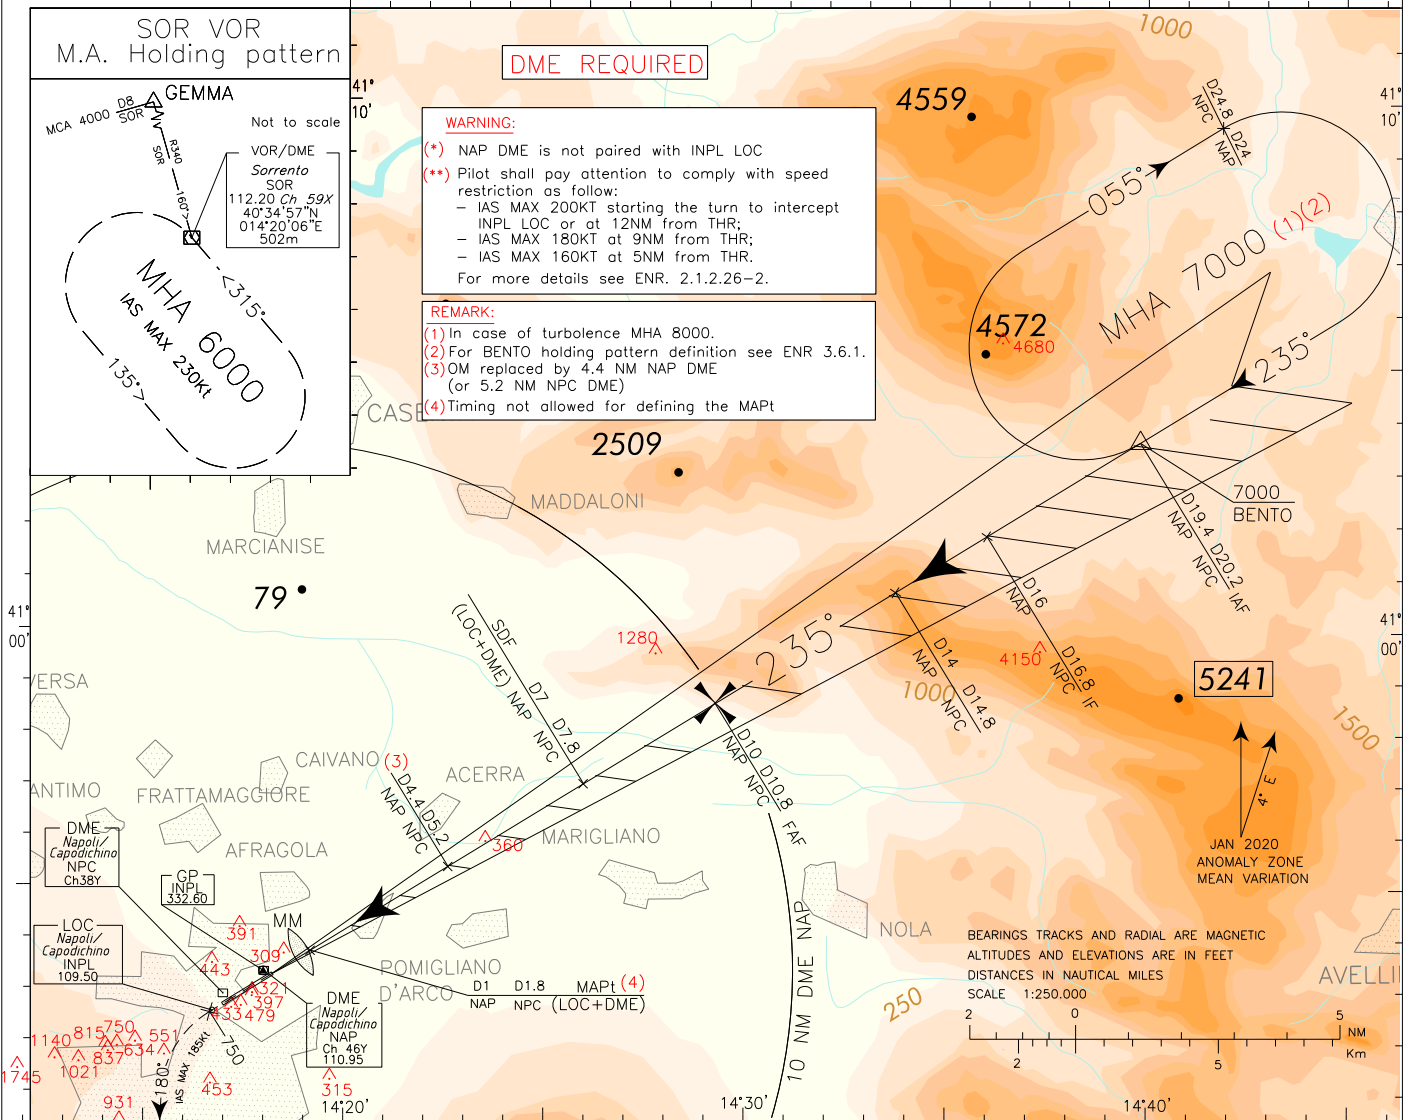 SOR VOR
M.A. Holding pattern
GEMMA
MCA 4000 D8
SOR
R340
SOR
160°>
Not to scale
VOR/DME
Sorrento
SOR
112.20 Ch 59X
40°34'57"N
014°20'06"E
502m
<315°
MHA 6000
IAS MAX 230Kt
135°>
DME REQUIRED
WARNING:
(*) NAP DME is not paired with INPL LOC
(**) Pilot shall pay attention to comply with speed
restriction as follow:
– IAS MAX 200KT starting the turn to intercept
INPL LOC or at 12NM from THR;
– IAS MAX 180KT at 9NM from THR;
– IAS MAX 160KT at 5NM from THR.
For more details see ENR. 2.1.2.26–2.
REMARK:
(1) In case of turbolence MHA 8000.
(2) For BENTO holding pattern definition see ENR 3.6.1.
(3) OM replaced by 4.4 NM NAP DME
(or 5.2 NM NPC DME)
(4) Timing not allowed for defining the MAPt
41°
10'
41°
10'
1000
4559
D24.8
NPC
D24
NAP
055°
MHA 7000 (1)(2)
4572
4680
235°
CASE
2509
MADDALONI
MARCIANISE
79
7000
BENTO
D19.4 D20.2
NAP NPC IAF
D16
NAP
D16.8
NPC IF
41°
00'
41°
00'
1280
235°
4150
5241
D14 D14.8
NAP NPC
1000
1500
SDF
(LOC+DME)
D7 D7.8
NAP NPC
VERSA
CAIVANO
(3)
D4.4 D5.2
NAP NPC
ACERRA
D10 D10.8
NAP NPC FAF
ANTIMO
FRATTAMAGGIORE
AFRAGOLA
360
MARIGLIANO
4° E
JAN 2020
ANOMALY ZONE
MEAN VARIATION
DME
Napoli/
Capodichino
NPC
Ch38Y
GP
INPL
332.60
LOC
Napoli/
Capodichino
INPL
109.50
MM
391
309
443
321
397
433
479
POMIGLIANO
D'ARCO
D1 D1.8 MAPt (4)
NAP NPC (LOC+DME)
DME
Napoli/
Capodichino
NAP
Ch 46Y
110.95
NOLA
10 NM DME NAP
250
AVELLI
BEARINGS TRACKS AND RADIAL ARE MAGNETIC
ALTITUDES AND ELEVATIONS ARE IN FEET
DISTANCES IN NAUTICAL MILES
SCALE 1:250.000
2 0 5
NM
Km
2 5
750
1140
815
750
551
634
837
1021
1745
931
453
315
180°
IAS MAX 185Kt
14°20'
14°30'
14°40'